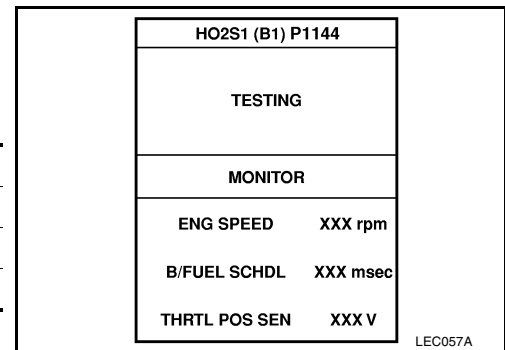 HO2S1 (B1) P1144
TESTING
MONITOR
ENG SPEED XXX rpm
B/FUEL SCHDL XXX msec
THRTL POS SEN XXX V
LEC057A